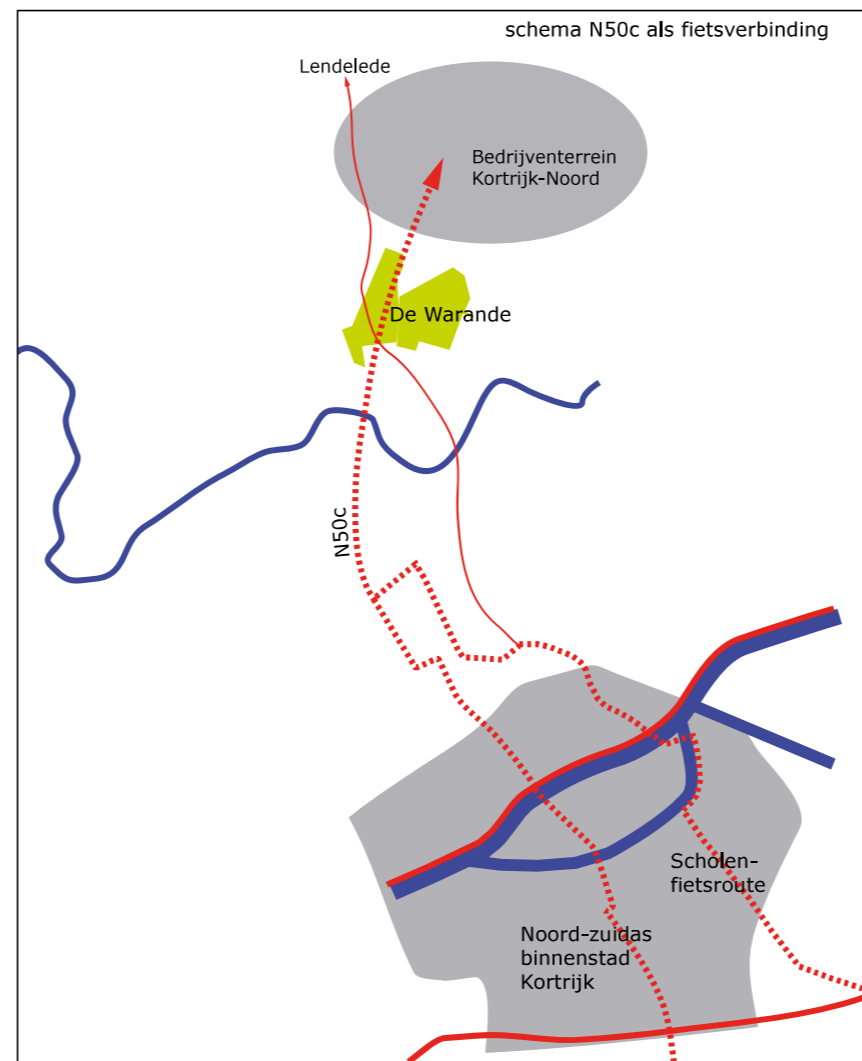 schema N50c als fietsverbinding
Lendelede
Bedrijventerrein
Kortrijk-Noord
De Warande
N50c
Scholen-
fietsroute
Noord-zuidas
binnenstad
Kortrijk